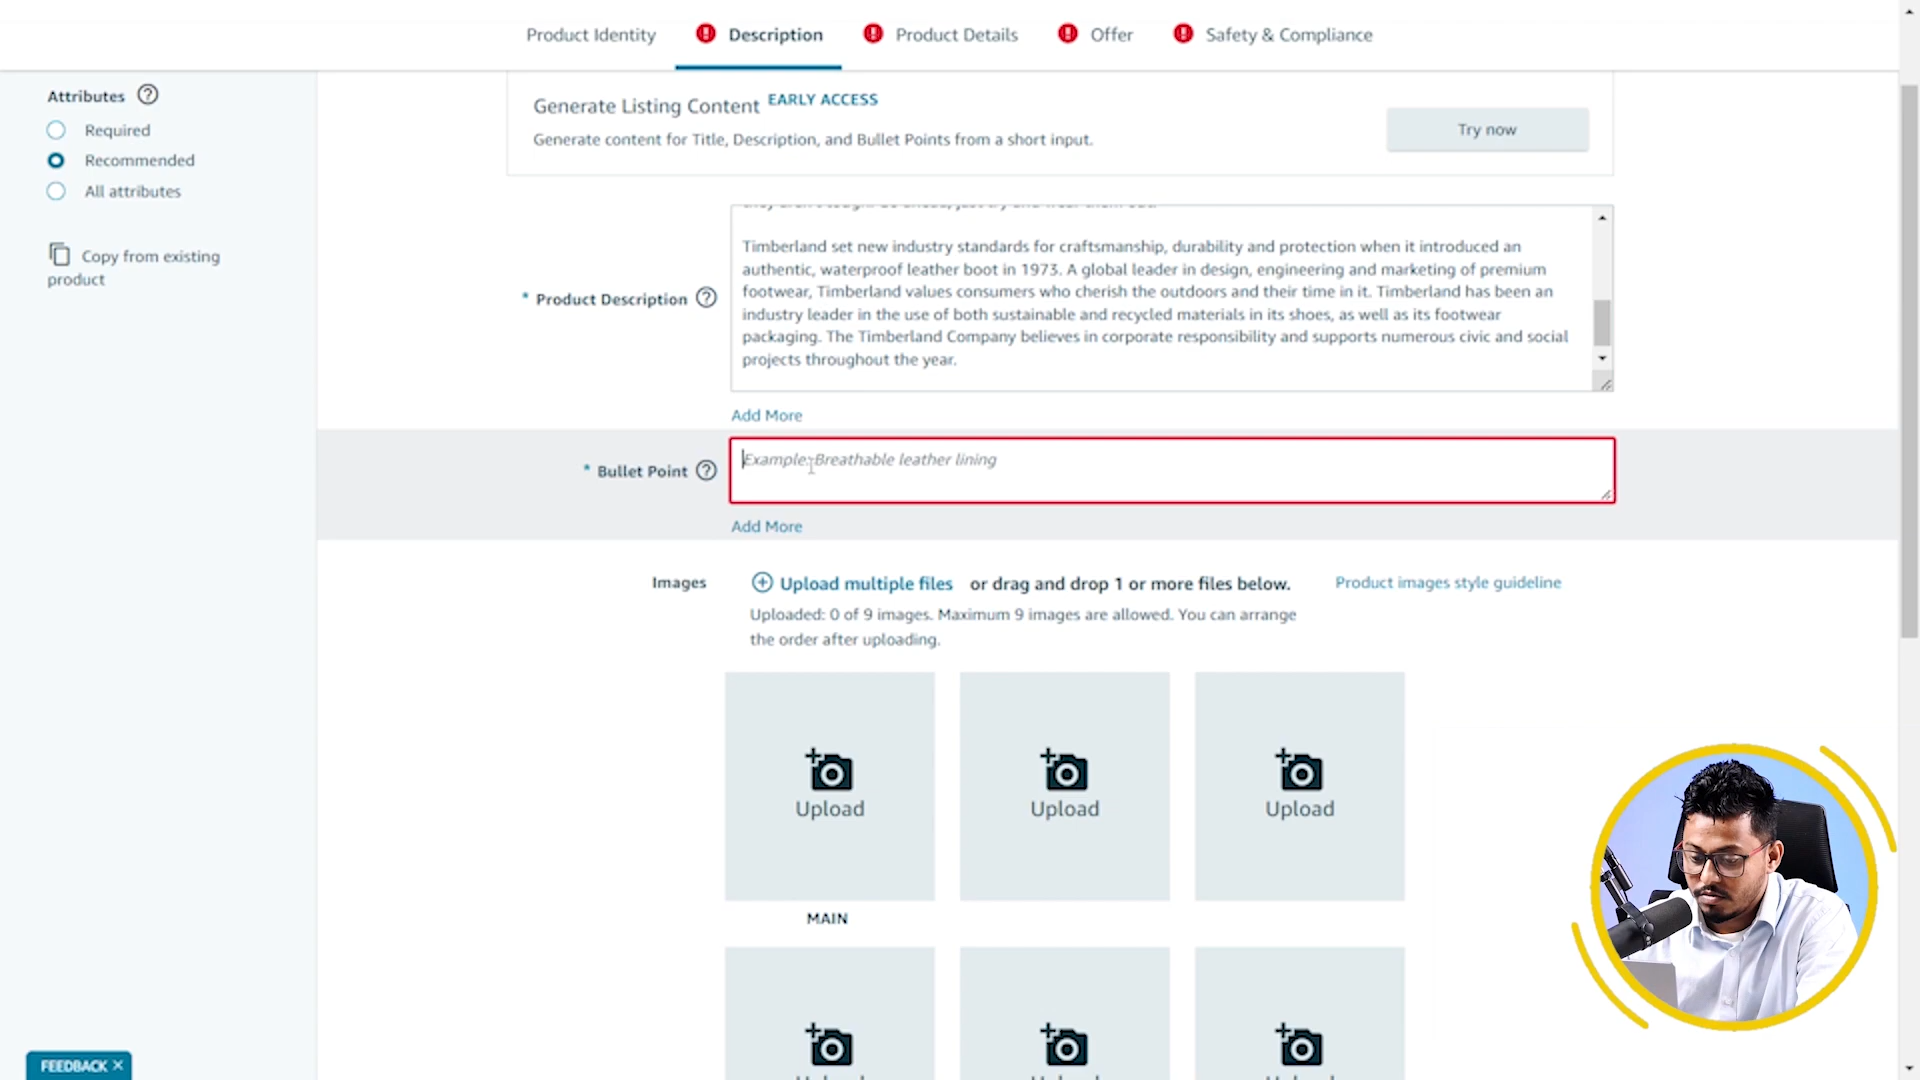 Product Identity
Description
Product Details
Offer
Safety & Compliance
Attributes
Required
Recommended
All attributes
Copy from existing
product
Generate Listing Content EARLY ACCESS
Generate content for Title, Description, and Bullet Points from a short input.
Try now
Timberland set new industry standards for craftsmanship, durability and protection when it introduced an
authentic, waterproof leather boot in 1973. A global leader in design, engineering and marketing of premium
footwear, Timberland values consumers who cherish the outdoors and their time in it. Timberland has been an
industry leader in the use of both sustainable and recycled materials in its shoes, as well as its footwear
packaging. The Timberland Company believes in corporate responsibility and supports numerous civic and social
projects throughout the year.
* Product Description
Add More
* Bullet Point
Example: Breathable leather lining
Add More
Images
Upload multiple files or drag and drop 1 or more files below.
Product images style guideline
Uploaded: 0 of 9 images. Maximum 9 images are allowed. You can arrange
the order after uploading.
Upload
Upload
Upload
MAIN
FEEDBACK